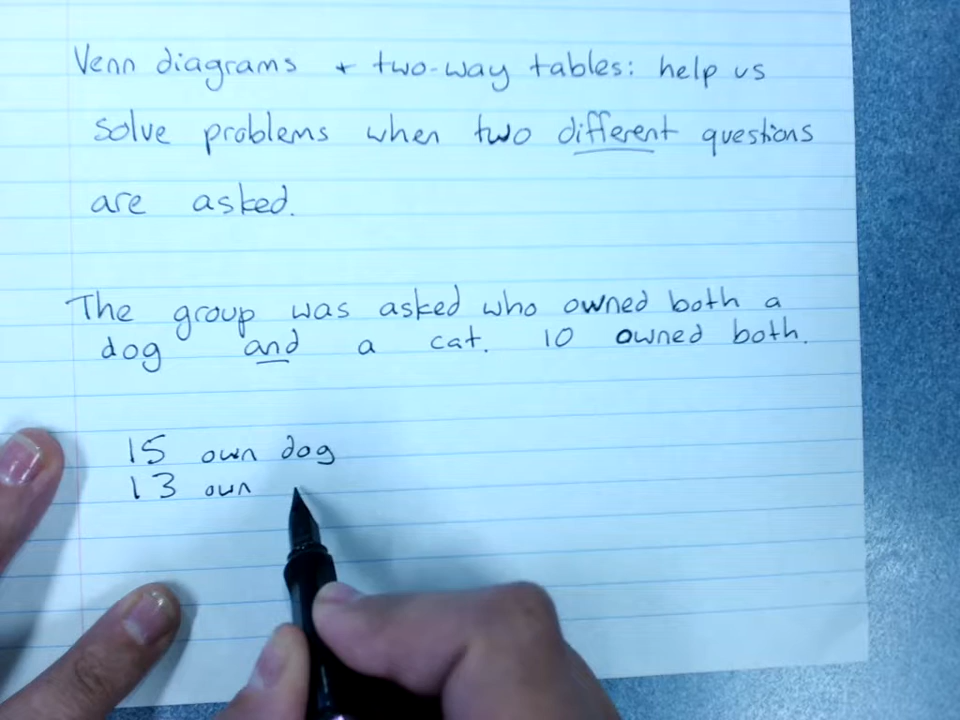 Venn diagrams + two-way tables: help us
solve problems when two different questions
are asked.
The group was asked who owned both a
dog and a cat. 10 owned both.
15 own dog
13 own